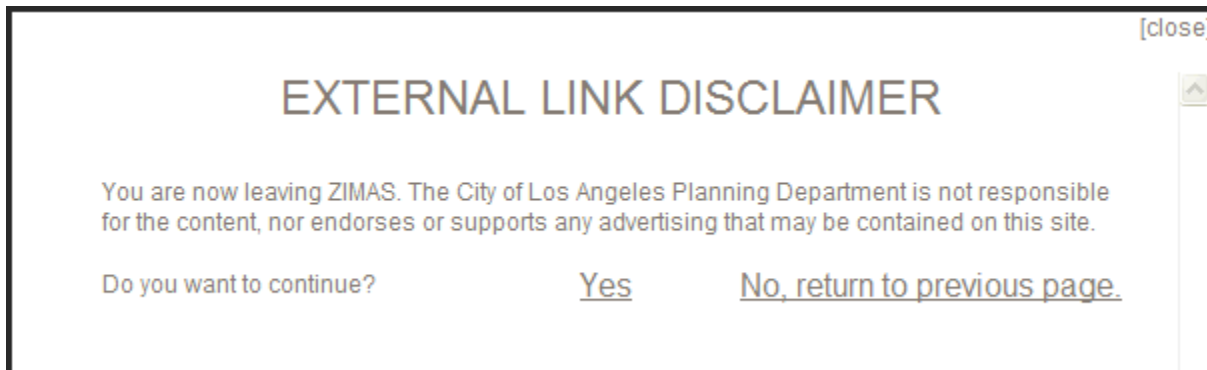 [close]
EXTERNAL LINK DISCLAIMER
You are now leaving ZIMAS. The City of Los Angeles Planning Department is not responsible
for the content, nor endorses or supports any advertising that may be contained on this site.
Do you want to continue? Yes No, return to previous page.